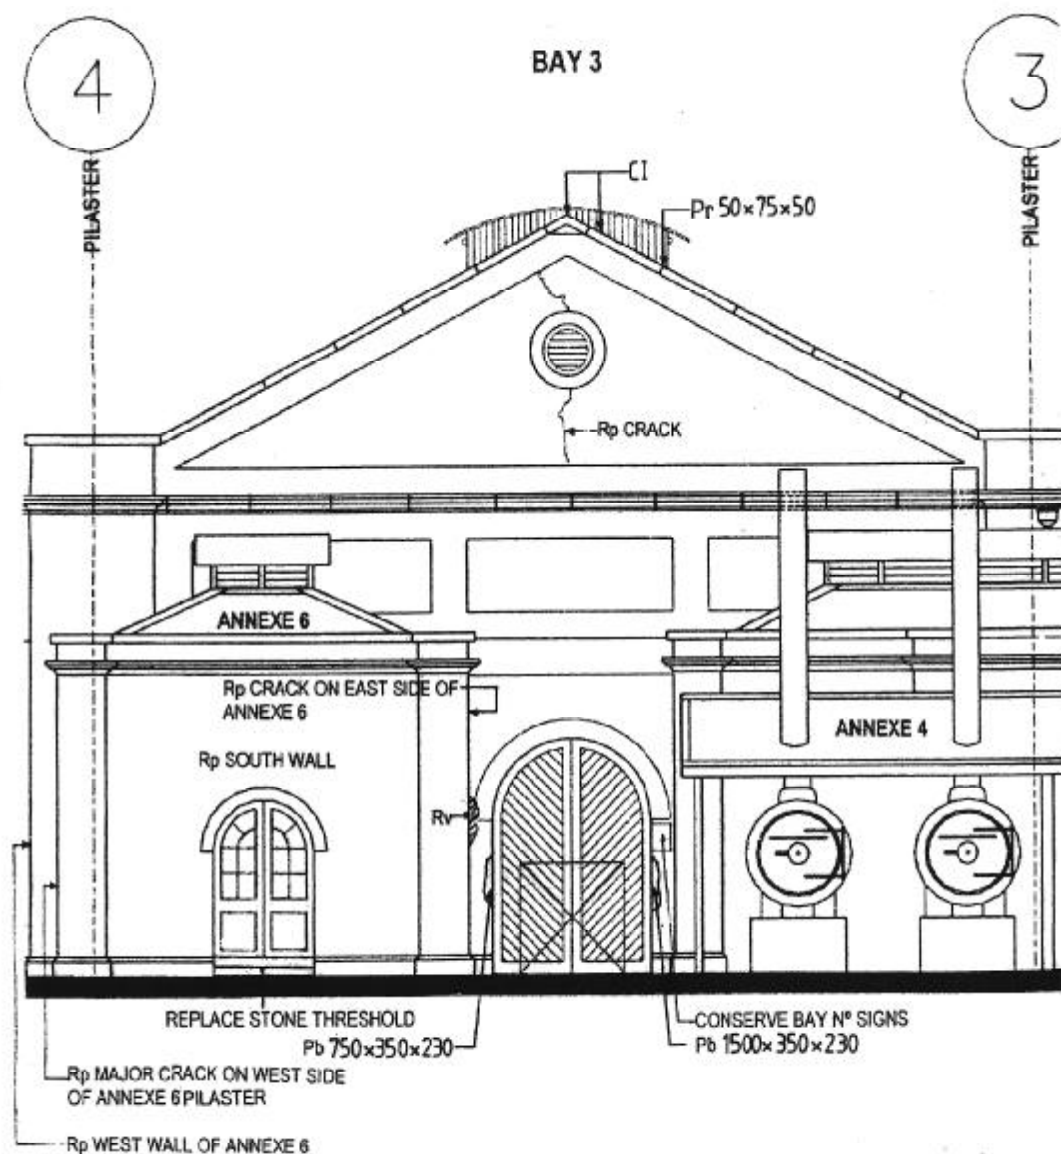 4
BAY 3
3
PILASTER
PILASTER
CI
Pr 50×75×50
Rp CRACK
ANNEXE 6
Rp CRACK ON EAST SIDE OF
ANNEXE 6
ANNEXE 4
Rp SOUTH WALL
Rv
REPLACE STONE THRESHOLD
Pb 750×350×230
CONSERVE BAY Nº SIGNS
Pb 1500×350×230
Rp MAJOR CRACK ON WEST SIDE
OF ANNEXE 6 PILASTER
Rp WEST WALL OF ANNEXE 6